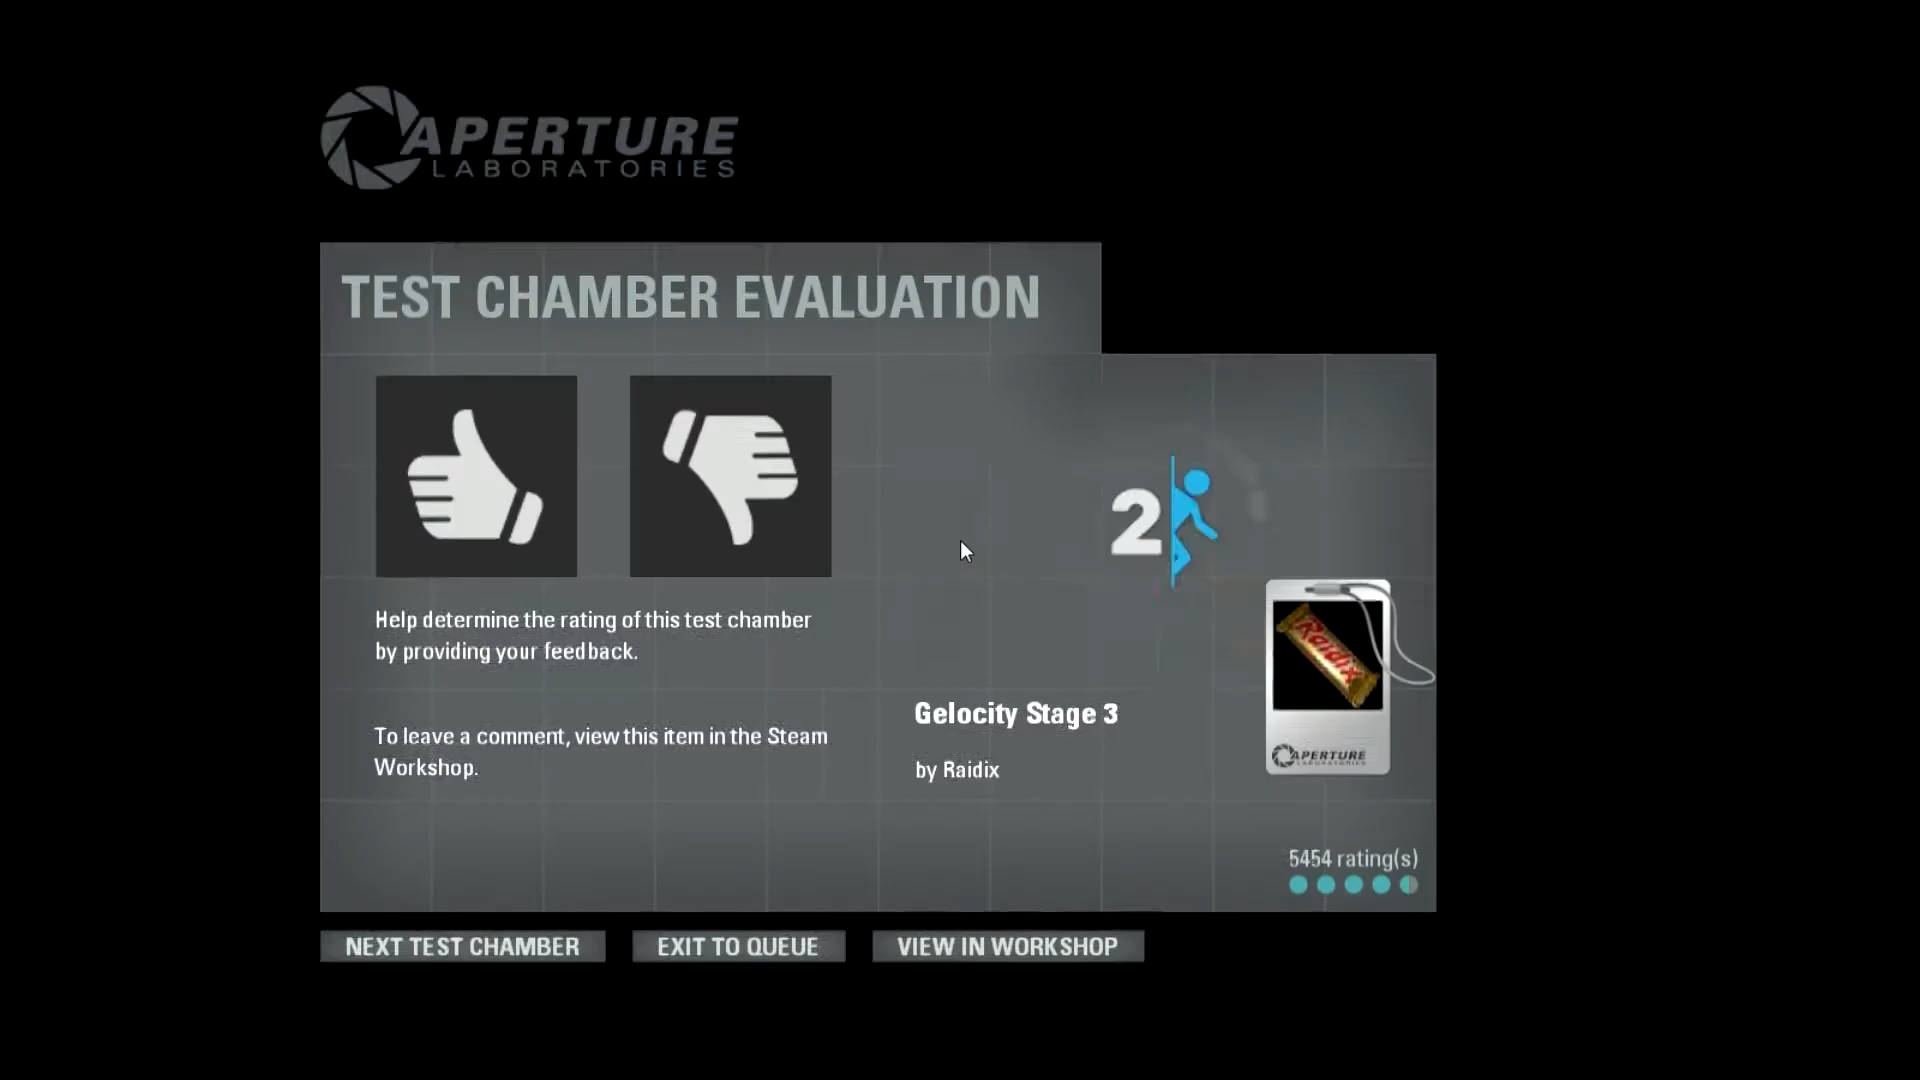 APERTURE
LABORATORIES
TEST CHAMBER EVALUATION
2
Help determine the rating of this test chamber
by providing your feedback.
To leave a comment, view this item in the Steam
Workshop.
Gelocity Stage 3
by Raidix
Raidix
APERTURE
LABORATORIES
5454 rating(s)
NEXT TEST CHAMBER
EXIT TO QUEUE
VIEW IN WORKSHOP